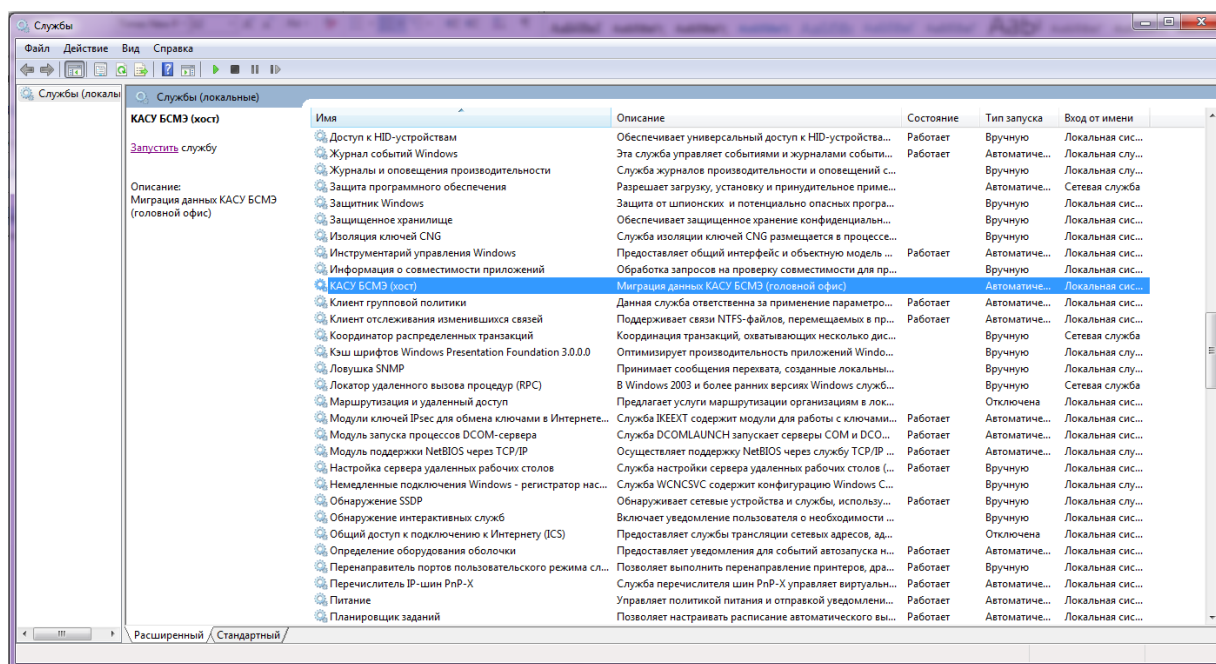 Службы
Файл Действие Вид Справка
Службы (локалы
Службы (локальные)
КАСУ БСМЭ (хост)
Запустить службу
Описание:
Миграция данных КАСУ БСМЭ
(головной офис)
Имя Описание Состояние Тип запуска Вход от имени
Доступ к HID-устройствам Обеспечивает универсальный доступ к HID-устройства... Работает Вручную Локальная сис...
Журнал событий Windows Эта служба управляет событиями и журналами событи... Работает Автоматиче... Локальная слу...
Журналы и оповещения производительности Служба журналов производительности и оповещений с... Вручную Локальная слу...
Защита программного обеспечения Разрешает загрузку, установку и принудительное приме... Автоматиче... Сетевая служба
Защитник Windows Защита от шпионских и потенциально опасных програ... Вручную Локальная сис...
Защищенное хранилище Обеспечивает защищенное хранение конфиденциальн... Вручную Локальная сис...
Изоляция ключей CNG Служба изоляции ключей CNG размещается в процессе... Вручную Локальная сис...
Инструментарий управления Windows Предоставляет общий интерфейс и объектную модель ... Работает Автоматиче... Локальная сис...
Информация о совместимости приложений Обработка запросов на проверку совместимости для пр... Вручную Локальная сис...
КАСУ БСМЭ (хост) Миграция данных КАСУ БСМЭ (головной офис) Автоматиче... Локальная сис...
Клиент групповой политики Данная служба ответственна за применение параметро... Работает Автоматиче... Локальная сис...
Клиент отслеживания изменившихся связей Поддерживает связи NTFS-файлов, перемещаемых в пр... Работает Автоматиче... Локальная сис...
Координатор распределенных транзакций Координация транзакций, охватывающих несколько дис... Вручную Сетевая служба
Кэш шрифтов Windows Presentation Foundation 3.0.0.0 Оптимизирует производительность приложений Windo... Вручную Локальная слу...
Ловушка SNMP Принимает сообщения перехвата, созданные локальны... Вручную Локальная слу...
Локатор удаленного вызова процедур (RPC) В Windows 2003 и более ранних версиях Windows служб... Вручную Сетевая служба
Маршрутизация и удаленный доступ Предлагает услуги маршрутизации организациям в лок... Отключена Локальная сис...
Модули ключей IPsec для обмена ключами в Интернете... Служба IKEEXT содержит модули для работы с ключами... Работает Автоматиче... Локальная сис...
Модуль запуска процессов DCOM-сервера Служба DCOMLAUNCH запускает серверы COM и DCO... Работает Автоматиче... Локальная сис...
Модуль поддержки NetBIOS через TCP/IP Осуществляет поддержку NetBIOS через службу TCP/IP ... Работает Автоматиче... Локальная слу...
Настройка сервера удаленных рабочих столов Служба настройки сервера удаленных рабочих столов (... Работает Вручную Локальная сис...
Немедленные подключения Windows - регистратор нас... Служба WCNCSVC содержит конфигурацию Windows C... Вручную Локальная слу...
Обнаружение SSDP Обнаруживает сетевые устройства и службы, использу... Работает Вручную Локальная слу...
Обнаружение интерактивных служб Включает уведомление пользователя о необходимости ... Вручную Локальная сис...
Общий доступ к подключению к Интернету (ICS) Предоставляет службы трансляции сетевых адресов, ад... Отключена Локальная сис...
Определение оборудования оболочки Предоставляет уведомления для событий автозапуска н... Работает Автоматиче... Локальная сис...
Перенаправитель портов пользовательского режима сл... Позволяет выполнить перенаправление принтеров, дра... Работает Вручную Локальная сис...
Перечислитель IP-шин PnP-X Служба перечислителя шин PnP-X управляет виртуальн... Работает Вручную Локальная сис...
Питание Управляет политикой питания и отправкой уведомлени... Работает Автоматиче... Локальная сис...
Планировщик заданий Позволяет настраивать расписание автоматического вы... Работает Автоматиче... Локальная сис...
Расширенный Стандартный